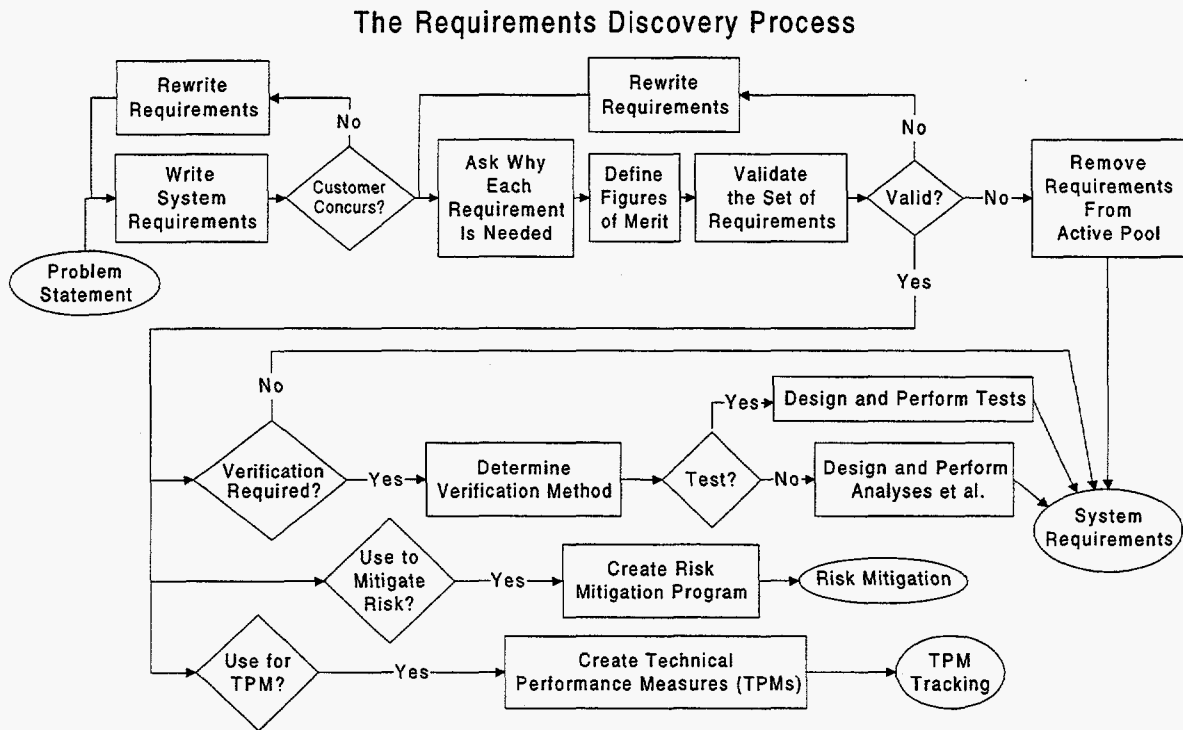 The Requirements Discovery Process
Rewrite
Requirements
No
Write
System
Requirements
Customer
Concurs?
Problem
Statement
Rewrite
Requirements
No
Ask Why
Each
Requirement
Is Needed
Define
Figures
of Merit
Validate
the Set of
Requirements
Valid?
No
Remove
Requirements
From
Active Pool
Yes
No
Verification
Required?
Yes
Determine
Verification Method
Test?
Yes
Design and Perform Tests
No
Design and Perform
Analyses et al.
System
Requirements
Use to
Mitigate
Risk?
Yes
Create Risk
Mitigation Program
Risk Mitigation
Use for
TPM?
Yes
Create Technical
Performance Measures (TPMs)
TPM
Tracking